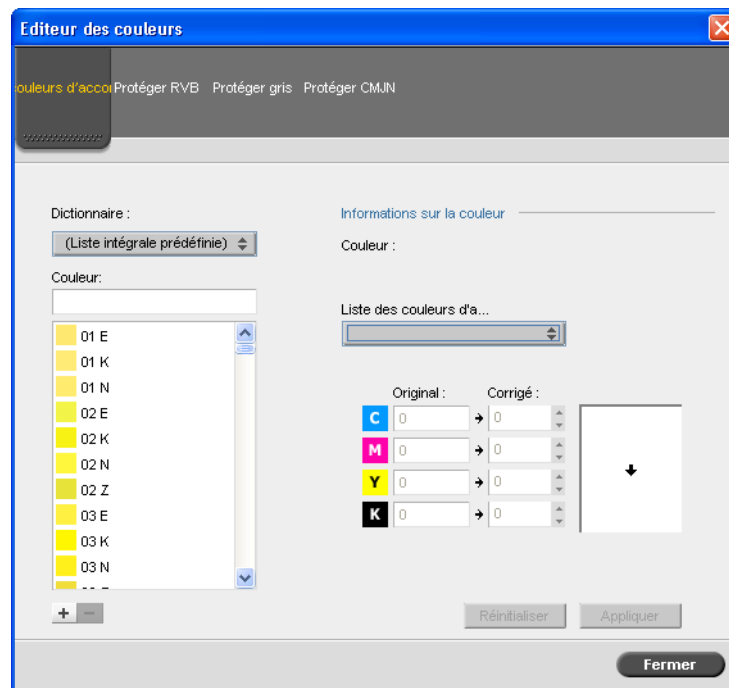 Editeur des couleurs
ouleurs d'acco Protéger RVB Protéger gris Protéger CMJN
Dictionnaire :
(Liste intégrale prédéfinie)
Couleur:
01 E
01 K
01 N
02 E
02 K
02 N
02 Z
03 E
03 K
03 N
+ −
Informations sur la couleur
Couleur :
Liste des couleurs d'a...
Original : Corrigé :
C 0 0
M 0 0
Y 0 0
K 0 0
Réinitialiser Appliquer
Fermer